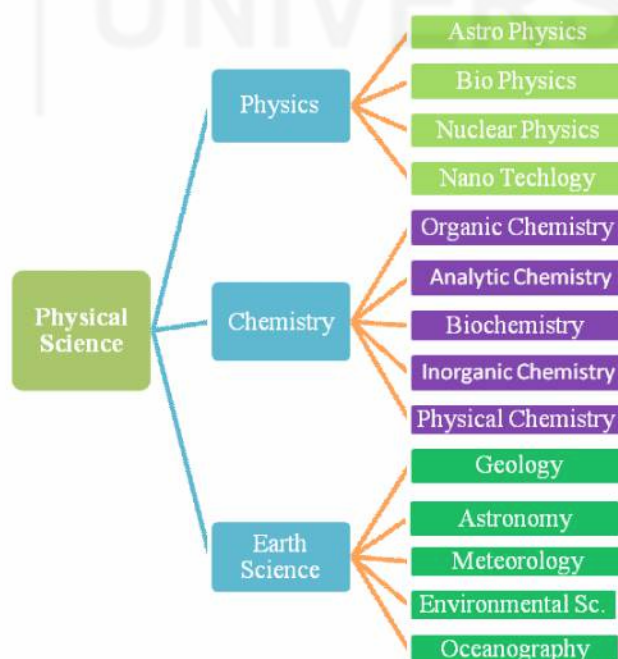 UNIVERS
Astro Physics
Bio Physics
Physics
Nuclear Physics
Nano Techlogy
Organic Chemistry
Analytic Chemistry
Physical
Science
Chemistry
Biochemistry
Inorganic Chemistry
Physical Chemistry
Geology
Astronomy
Earth
Science
Meteorology
Environmental Sc.
Oceanography